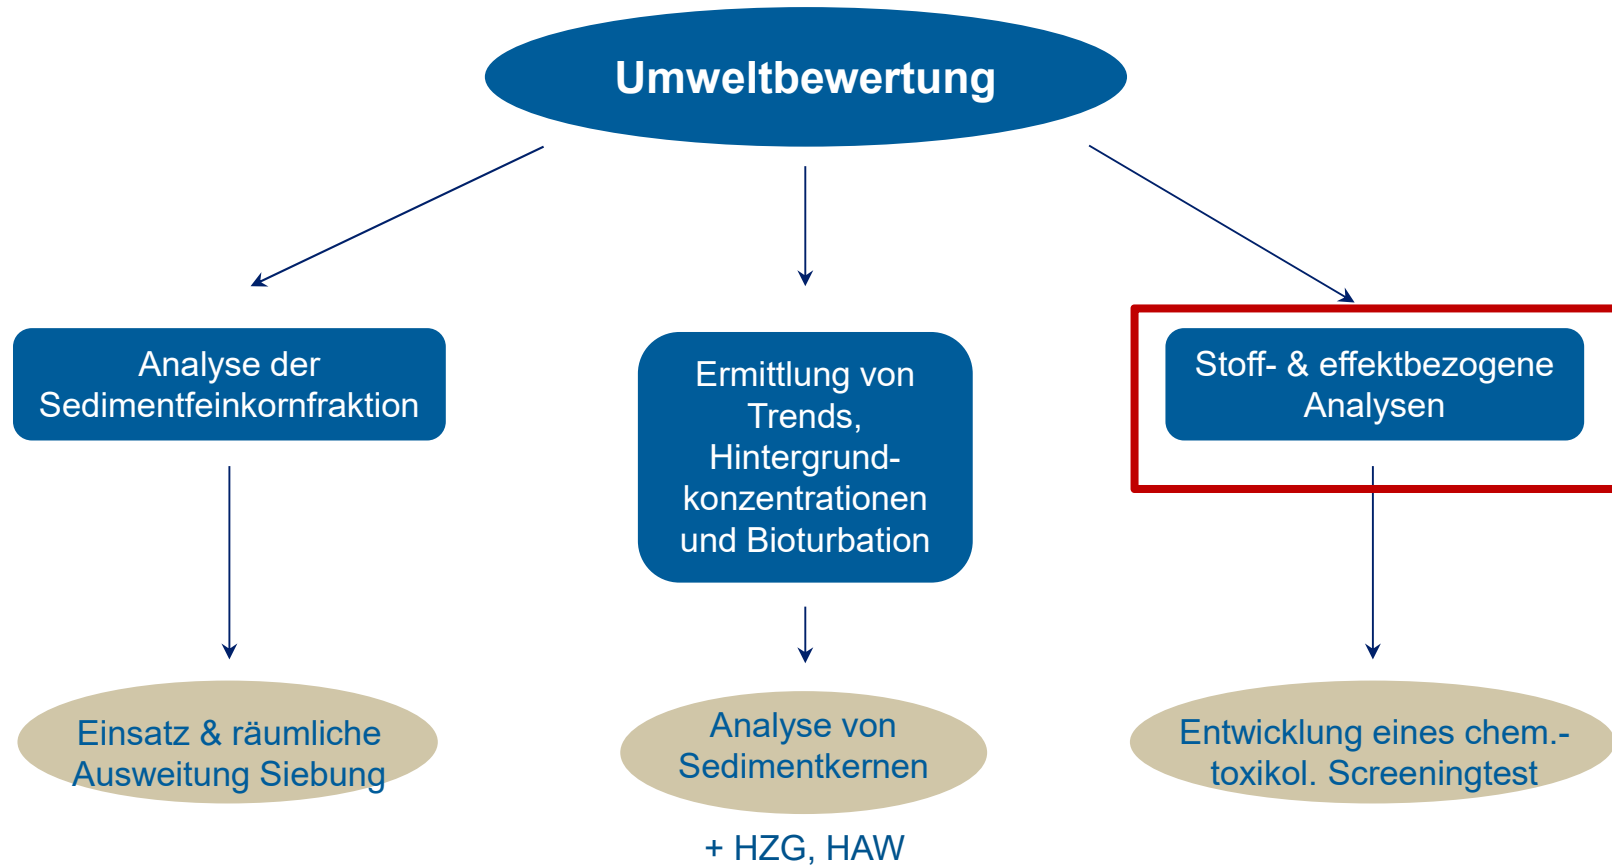 Umweltbewertung
Analyse der
Sedimentfeinkornfraktion
Ermittlung von
Trends,
Hintergrund-
konzentrationen
und Bioturbation
Stoff- & effektbezogene
Analysen
Einsatz & räumliche
Ausweitung Siebung
Analyse von
Sedimentkernen
+ HZG, HAW
Entwicklung eines chem.-
toxikol. Screeningtest